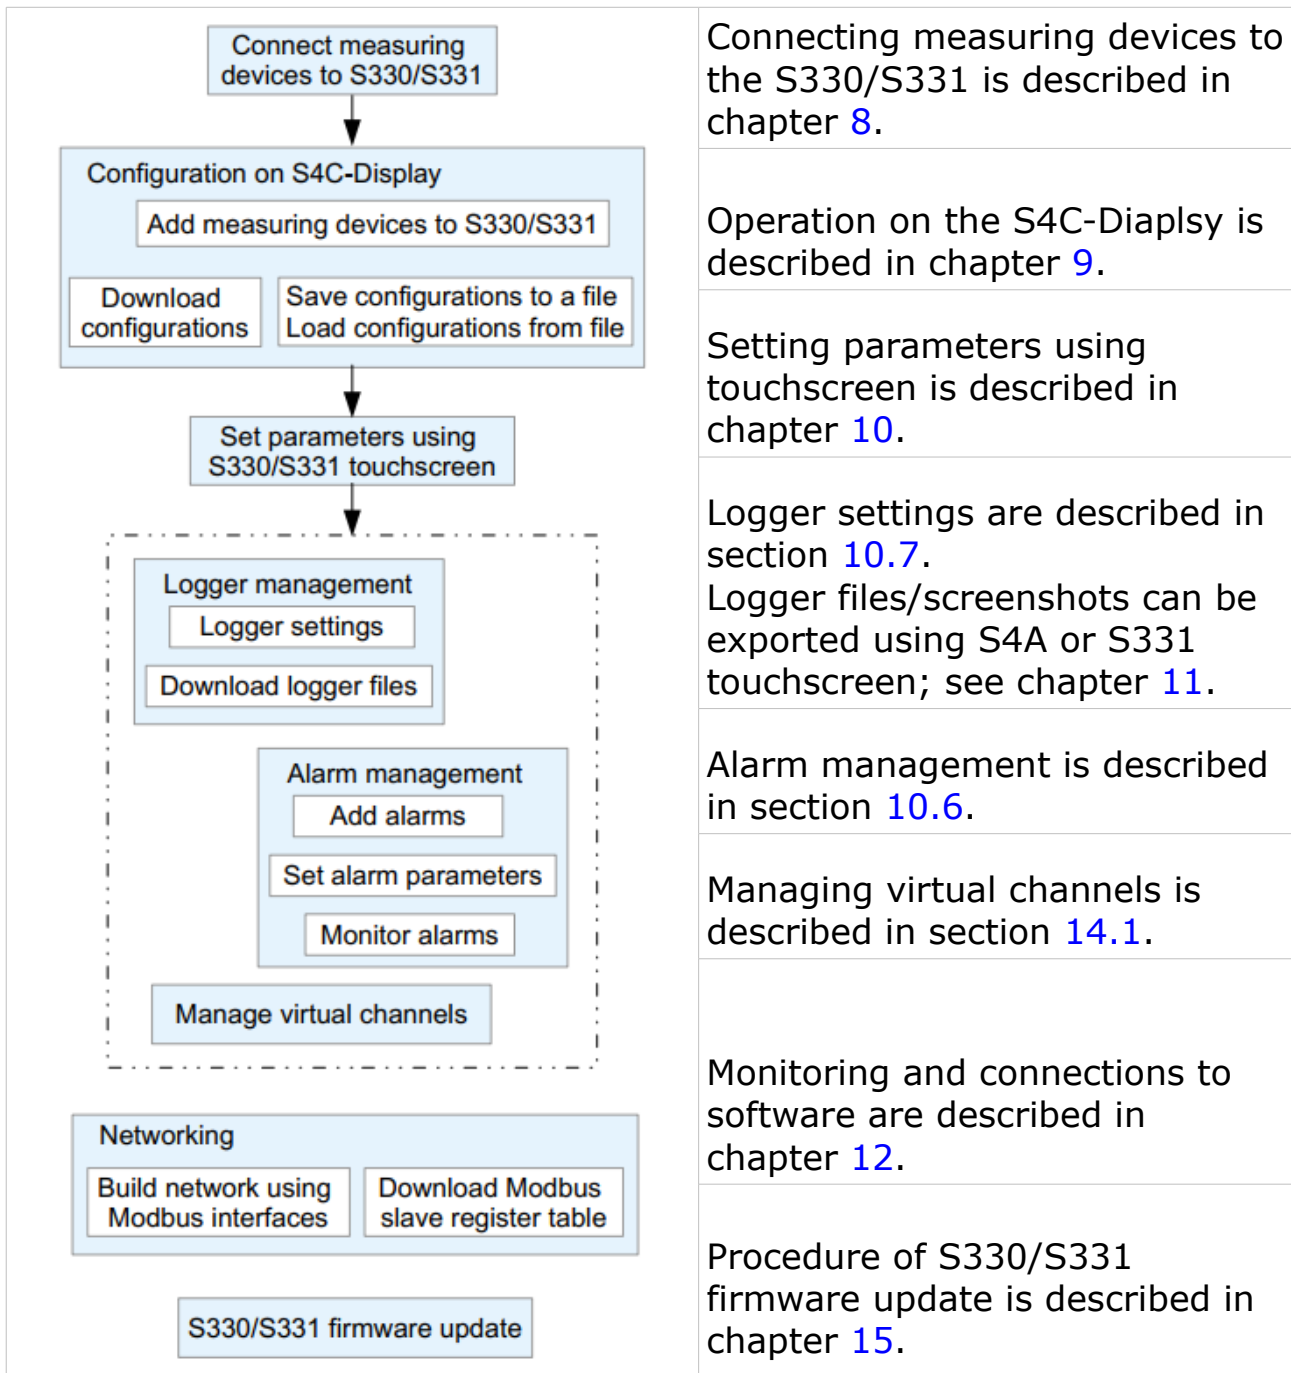 Connect measuring
devices to S330/S331
Configuration on S4C-Display
Add measuring devices to S330/S331
Download
configurations
Save configurations to a file
Load configurations from file
Set parameters using
S330/S331 touchscreen
Logger management
Logger settings
Download logger files
Alarm management
Add alarms
Set alarm parameters
Monitor alarms
Manage virtual channels
Networking
Build network using
Modbus interfaces
Download Modbus
slave register table
S330/S331 firmware update
Connecting measuring devices to
the S330/S331 is described in
chapter 8.
Operation on the S4C-Diaplsy is
described in chapter 9.
Setting parameters using
touchscreen is described in
chapter 10.
Logger settings are described in
section 10.7.
Logger files/screenshots can be
exported using S4A or S331
touchscreen; see chapter 11.
Alarm management is described
in section 10.6.
Managing virtual channels is
described in section 14.1.
Monitoring and connections to
software are described in
chapter 12.
Procedure of S330/S331
firmware update is described in
chapter 15.